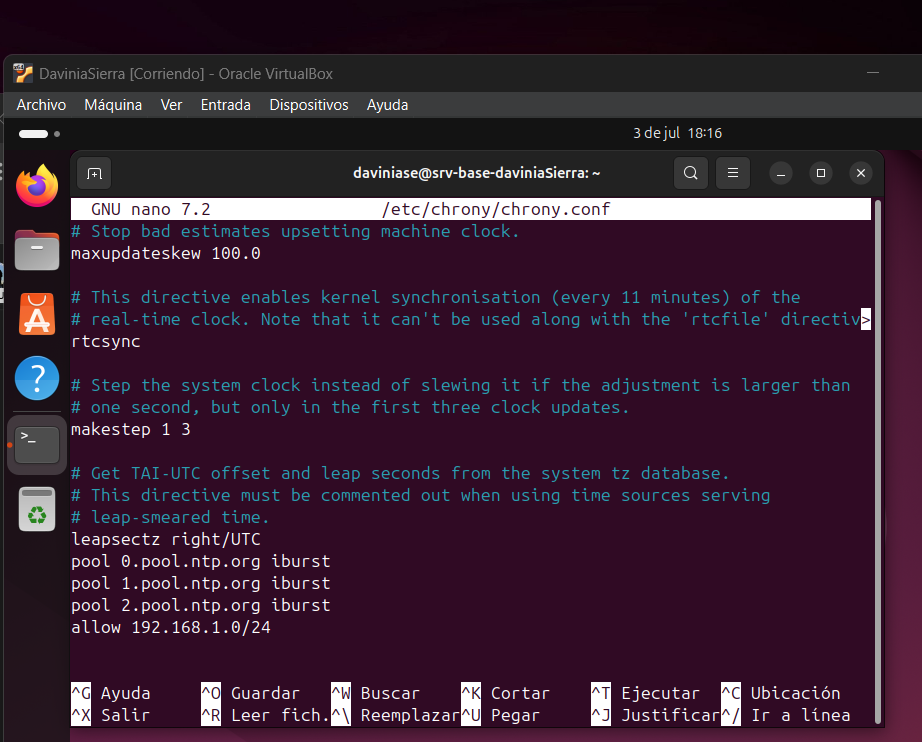 DaviniaSierra [Corriendo] - Oracle VirtualBox
Archivo Máquina Ver Entrada Dispositivos Ayuda
3 de jul 18:16
daviniase@srv-base-daviniaSierra: ~
GNU nano 7.2 /etc/chrony/chrony.conf
# Stop bad estimates upsetting machine clock.
maxupdateskew 100.0
# This directive enables kernel synchronisation (every 11 minutes) of the
# real-time clock. Note that it can't be used along with the 'rtcfile' directiv>
rtcsync
# Step the system clock instead of slewing it if the adjustment is larger than
# one second, but only in the first three clock updates.
makestep 1 3
# Get TAI-UTC offset and leap seconds from the system tz database.
# This directive must be commented out when using time sources serving
# leap-smeared time.
leapsectz right/UTC
pool 0.pool.ntp.org iburst
pool 1.pool.ntp.org iburst
pool 2.pool.ntp.org iburst
allow 192.168.1.0/24
^G Ayuda ^O Guardar ^W Buscar ^K Cortar ^T Ejecutar ^C Ubicación
^X Salir ^R Leer fich. ^\ Reemplazar ^U Pegar ^J Justificar ^/ Ir a línea